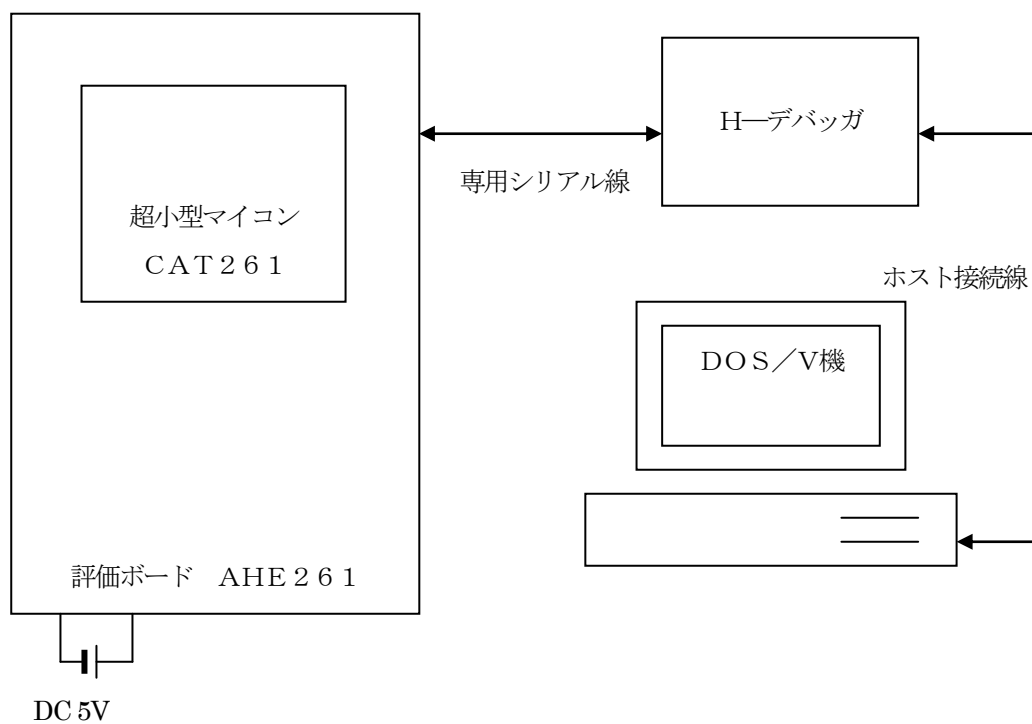 超小型マイコン
ＣＡＴ２６１
評価ボード　ＡＨＥ２６１
DC 5V
専用シリアル線
Ｈ―デバッガ
ホスト接続線
ＤＯＳ／Ｖ機